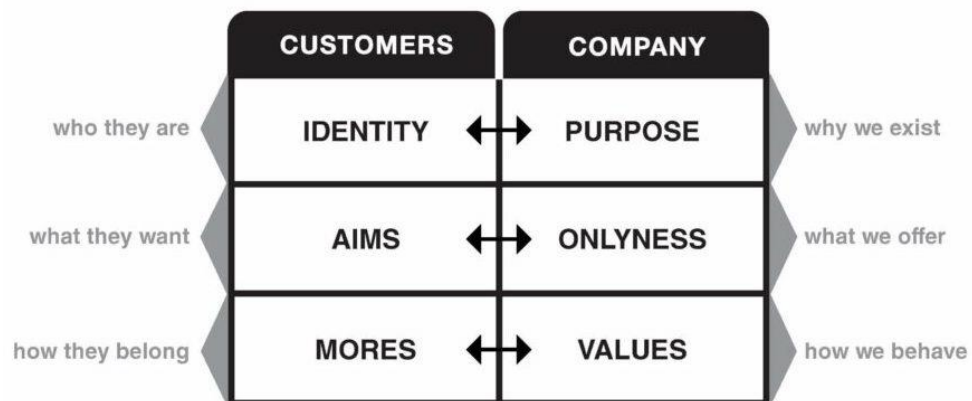 CUSTOMERS COMPANY
who they are IDENTITY PURPOSE why we exist
what they want AIMS ONLYNESS what we offer
how they belong MORES VALUES how we behave